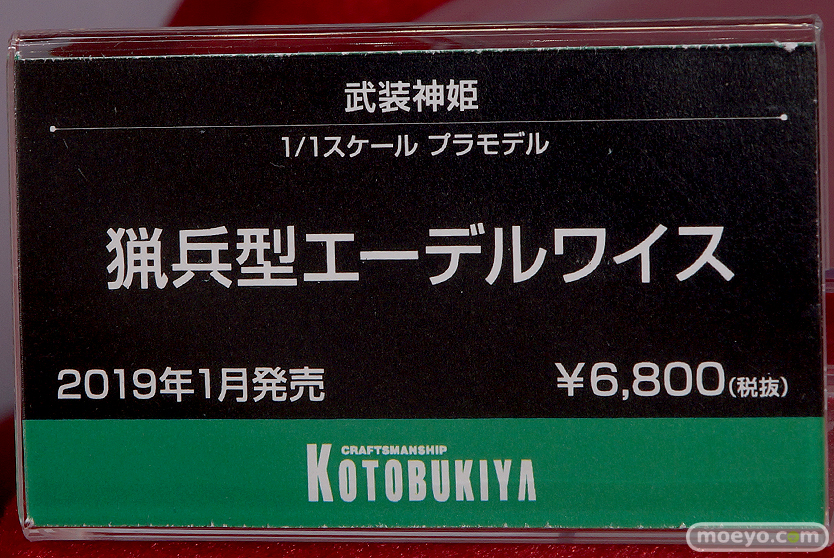 武装神姫
1/1スケール プラモデル
猟兵型エーデルワイス
2019年1月発売
¥6,800(税抜)
CRAFTSMANSHIP
KOTOBUKIYA
moeyo.com